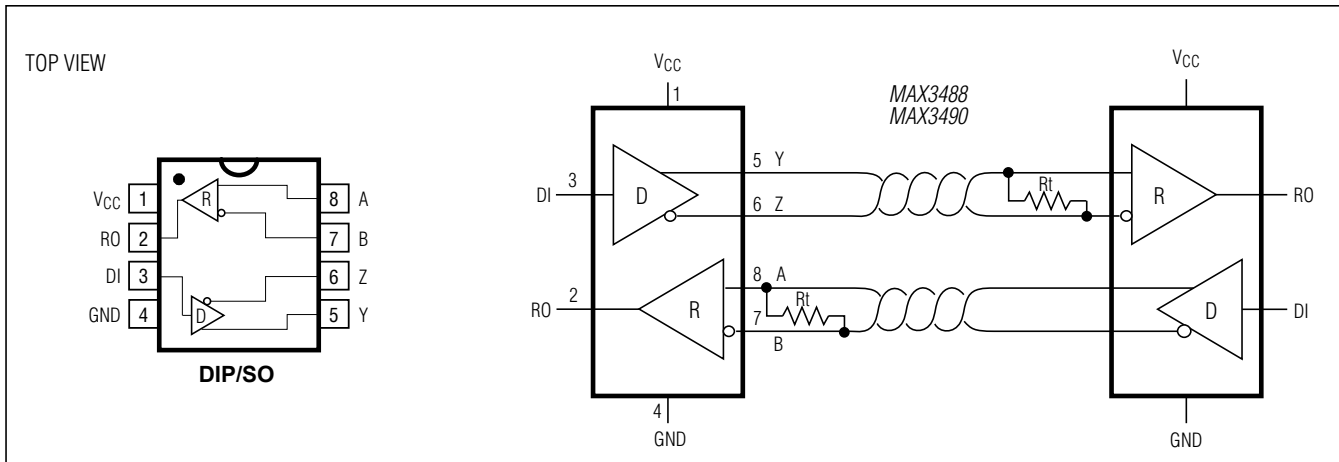 TOP VIEW
VCC 1
RO 2
DI 3
GND 4
8 A
7 B
6 Z
5 Y
R
D
DIP/SO
MAX3488
MAX3490
VCC
1
DI 3
D
5 Y
6 Z
Rt
R
RO
VCC
RO 2
R
8 A
7
B
Rt
D
DI
4
GND
GND